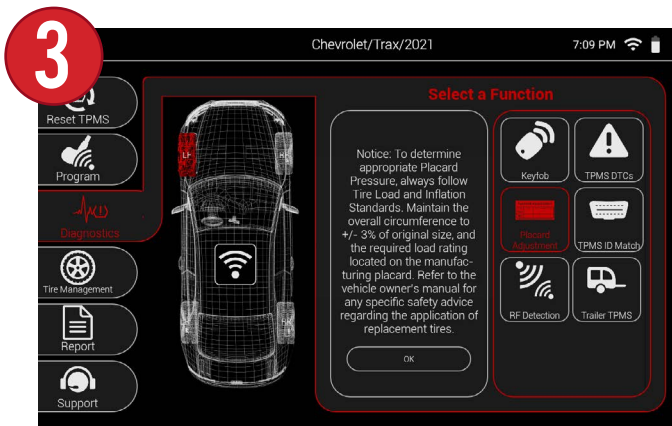 3
Chevrolet/Trax/2021
7:09 PM
Reset TPMS
Program
Diagnostics
Tire Management
Report
Support
Select a Function
Notice: To determine
appropriate Placard
Pressure, always follow
Tire Load and Inflation
Standards. Maintain the
overall circumference to
+/- 3% of original size, and
the required load rating
located on the manufac-
turing placard. Refer to the
vehicle owner's manual for
any specific safety advice
regarding the application of
replacement tires.
OK
Keyfob
TPMS DTCs
Placard
Adjustment
TPMS ID Match
RF Detection
Trailer TPMS